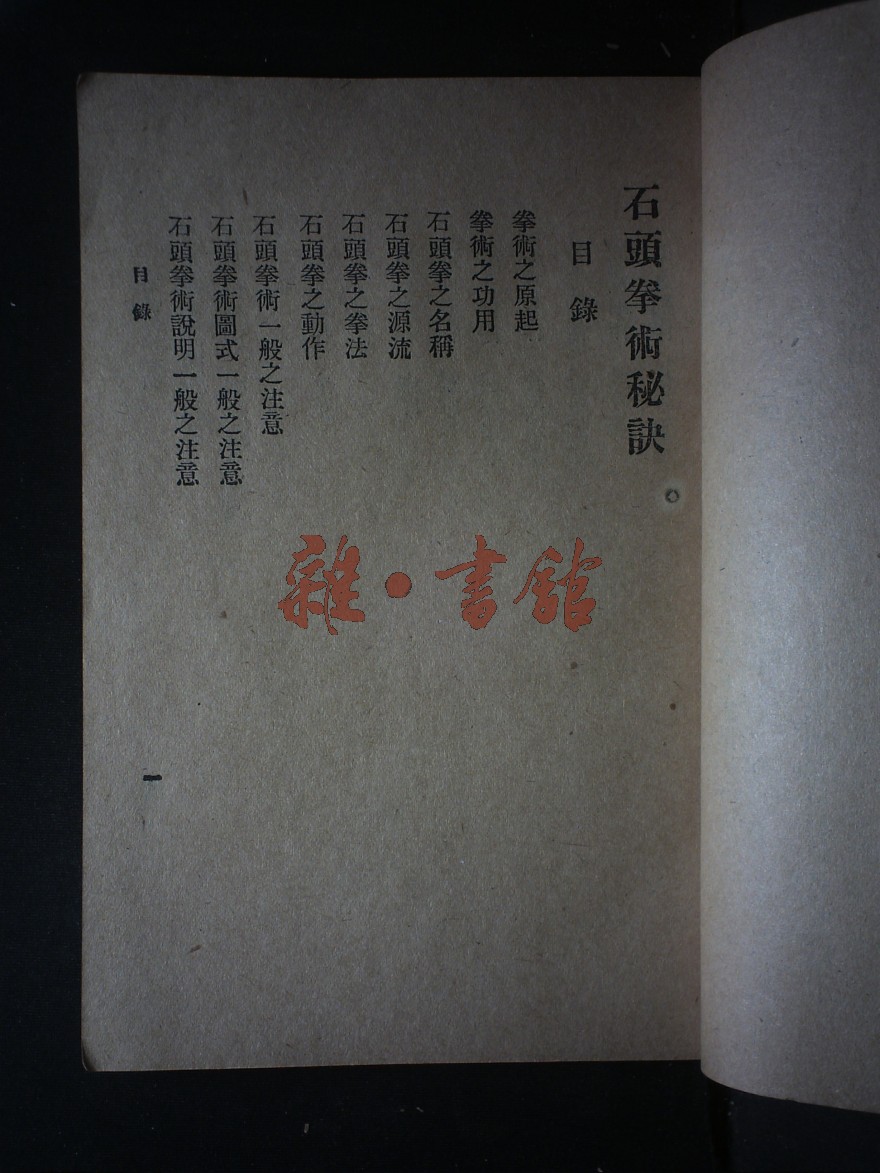 石頭拳術秘訣
目錄
拳術之原起
拳術之功用
石頭拳之名稱
石頭拳之源流
石頭拳之拳法
石頭拳之動作
石頭拳術一般之注意
石頭拳術圖式一般之注意
石頭拳術說明一般之注意
目錄
一
雜·書館